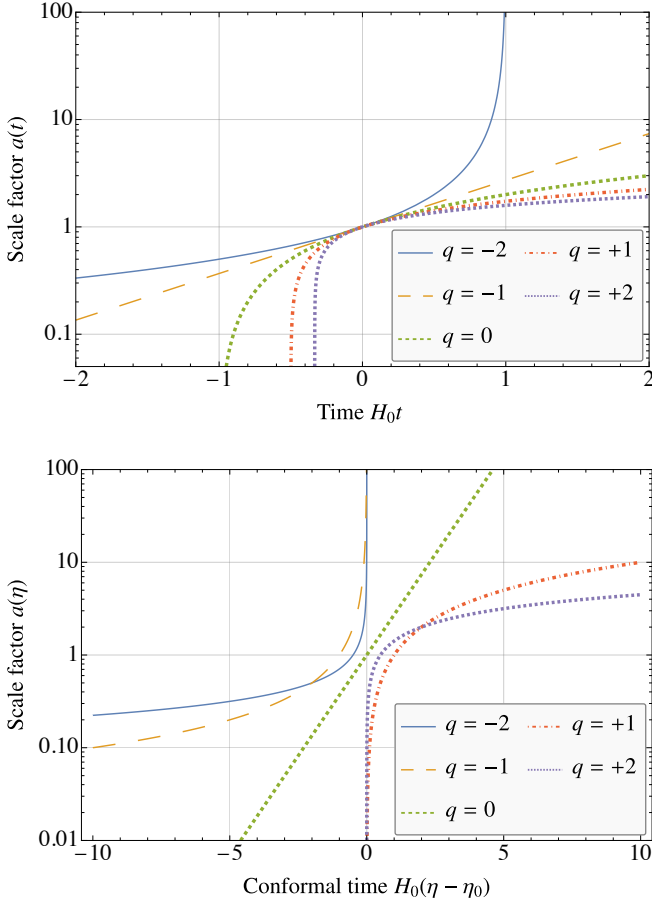 100
10
1
0.1
Scale factor a(t)
q = −2
q = +1
q = −1
q = +2
q = 0
−2
−1
0
1
2
Time H₀t
100
10
1
0.10
0.01
Scale factor a(η)
q = −2
q = +1
q = −1
q = +2
q = 0
−10
−5
0
5
10
Conformal time H₀(η − η₀)